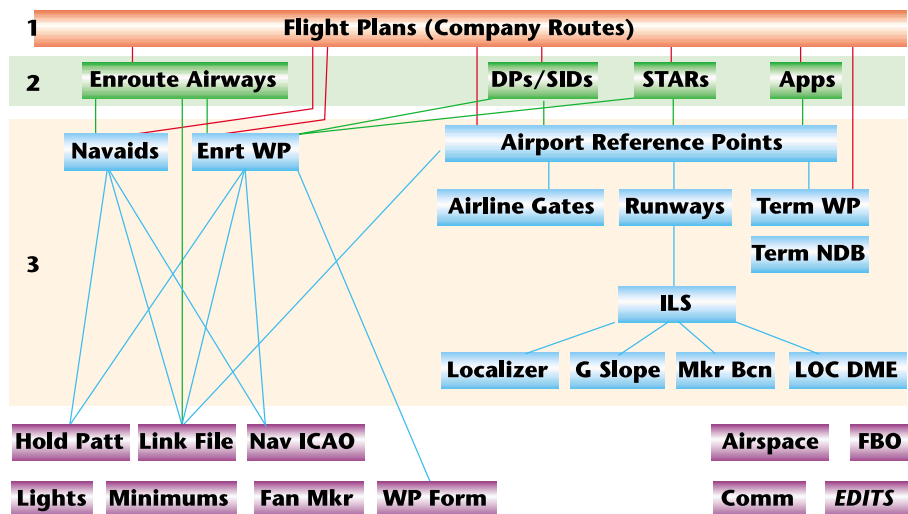 1
Flight Plans (Company Routes)
2
Enroute Airways
DPs/SIDs
STARs
Apps
Navaids
Enrt WP
Airport Reference Points
Airline Gates
Runways
Term WP
Term NDB
3
ILS
Localizer
G Slope
Mkr Bcn
LOC DME
Hold Patt
Link File
Nav ICAO
Airspace
FBO
Lights
Minimums
Fan Mkr
WP Form
Comm
EDITS